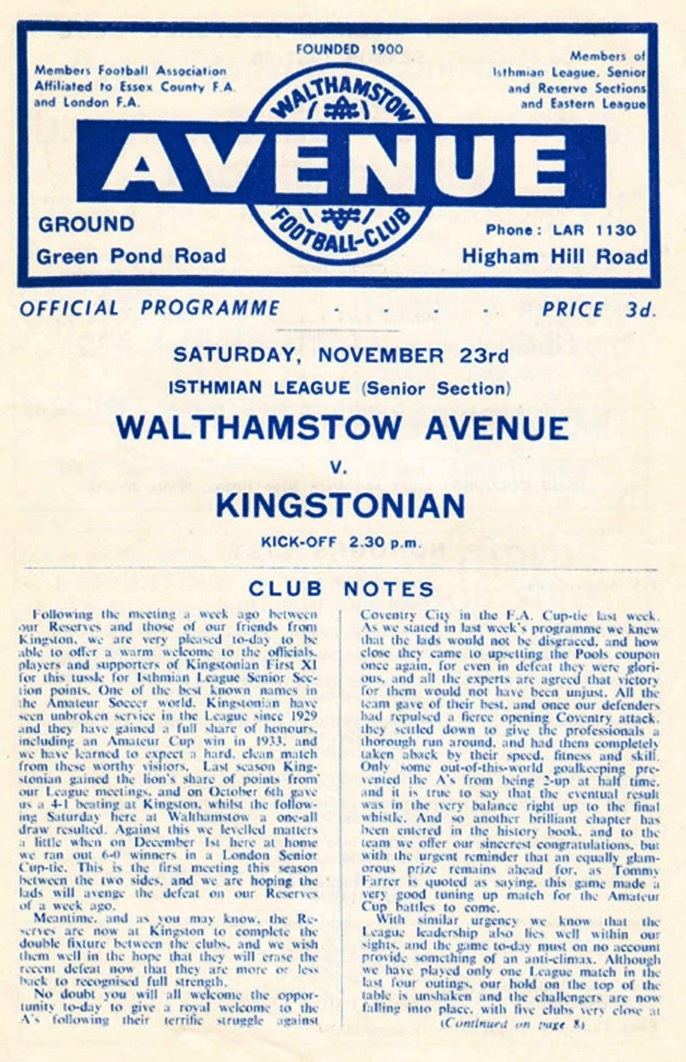 FOUNDED 1900
Members Football Association
Affiliated to Essex County F.A.
and London F.A.
Members of
Isthmian League, Senior
and Reserve Sections
and Eastern League
WALTHAMSTOW
AVENUE
FOOTBALL-CLUB
GROUND
Green Pond Road
Phone: LAR 1130
Higham Hill Road
OFFICIAL PROGRAMME - - - - PRICE 3d.
SATURDAY, NOVEMBER 23rd
ISTHMIAN LEAGUE (Senior Section)
WALTHAMSTOW AVENUE
v.
KINGSTONIAN
KICK-OFF 2.30 p.m.
CLUB NOTES
Following the meeting a week ago between
our Reserves and those of our friends from
Kingston, we are very pleased to-day to be
able to offer a warm welcome to the officials,
players and supporters of Kingstonian First XI
for this tussle for Isthmian League Senior Sec-
tion points. One of the best known names in
the Amateur Soccer world, Kingstonian have
seen unbroken service in the League since 1929
and they have gained a full share of honours,
including an Amateur Cup win in 1933, and
we have learned to expect a hard, clean match
from these worthy visitors. Last season King-
stonian gained the lion's share of points from
our League meetings, and on October 6th gave
us a 4-1 beating at Kingston, whilst the follow-
ing Saturday here at Walthamstow a one-all
draw resulted. Against this we levelled matters
a little when on December 1st here at home
we ran out 6-0 winners in a London Senior
Cup-tie. This is the first meeting this season
between the two sides, and we are hoping the
lads will avenge the defeat on our Reserves
of a week ago.
Meantime, and as you may know, the Re-
serves are now at Kingston to complete the
double fixture between the clubs, and we wish
them well in the hope that they will erase the
recent defeat now that they are more or less
back to recognised full strength.
No doubt you will all welcome the oppor-
tunity to-day to give a royal welcome to the
A's following their terrific struggle against
Coventry City in the F.A. Cup-tie last week.
As we stated in last week's programme we knew
that the lads would not be disgraced, and how
close they came to upsetting the Pools coupon
once again, for even in defeat they were glori-
ous, and all the experts are agreed that victory
for them would not have been unjust. All the
team gave of their best, and once our defenders
had repulsed a fierce opening Coventry attack,
they settled down to give the professionals a
thorough run around, and had them completely
taken aback by their speed, fitness and skill.
Only some out-of-this-world goalkeeping pre-
vented the A's from being 2-up at half time,
and it is true to say that the eventual result
was in the very balance right up to the final
whistle. And so another brilliant chapter has
been entered in the history book, and to the
team we offer our sincerest congratulations, but
with the urgent reminder that an equally glam-
orous prize remains ahead for, as Tommy
Farrer is quoted as saying, this game made a
very good tuning up match for the Amateur
Cup battles to come.
With similar urgency we know that the
League leadership also lies well within our
sights, and the game to-day must on no account
provide something of an anti-climax. Although
we have played only one League match in the
last four outings, our hold on the top of the
table is unshaken and the challengers are now
falling into place, with five clubs very close at
(Continued on page 8)